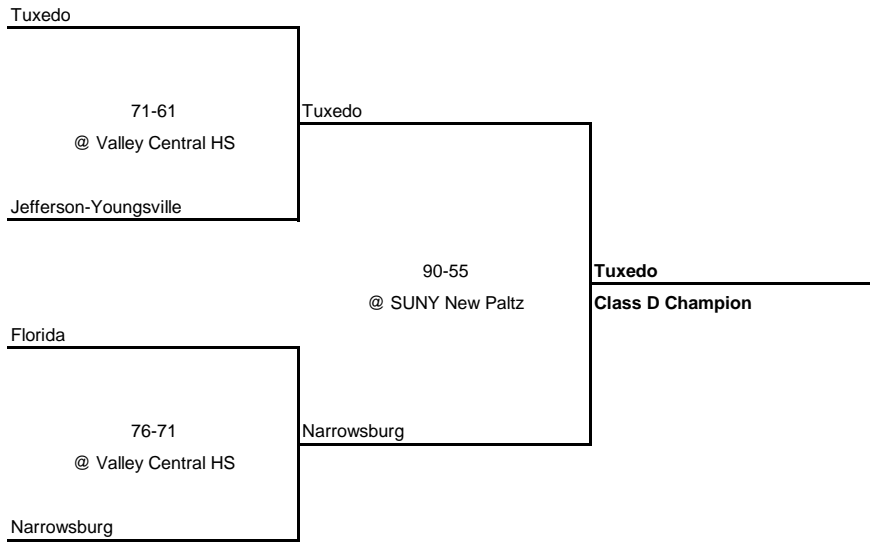 Tuxedo
71-61
@ Valley Central HS
Tuxedo
Jefferson-Youngsville
90-55
@ SUNY New Paltz
Tuxedo
Class D Champion
Florida
76-71
@ Valley Central HS
Narrowsburg
Narrowsburg